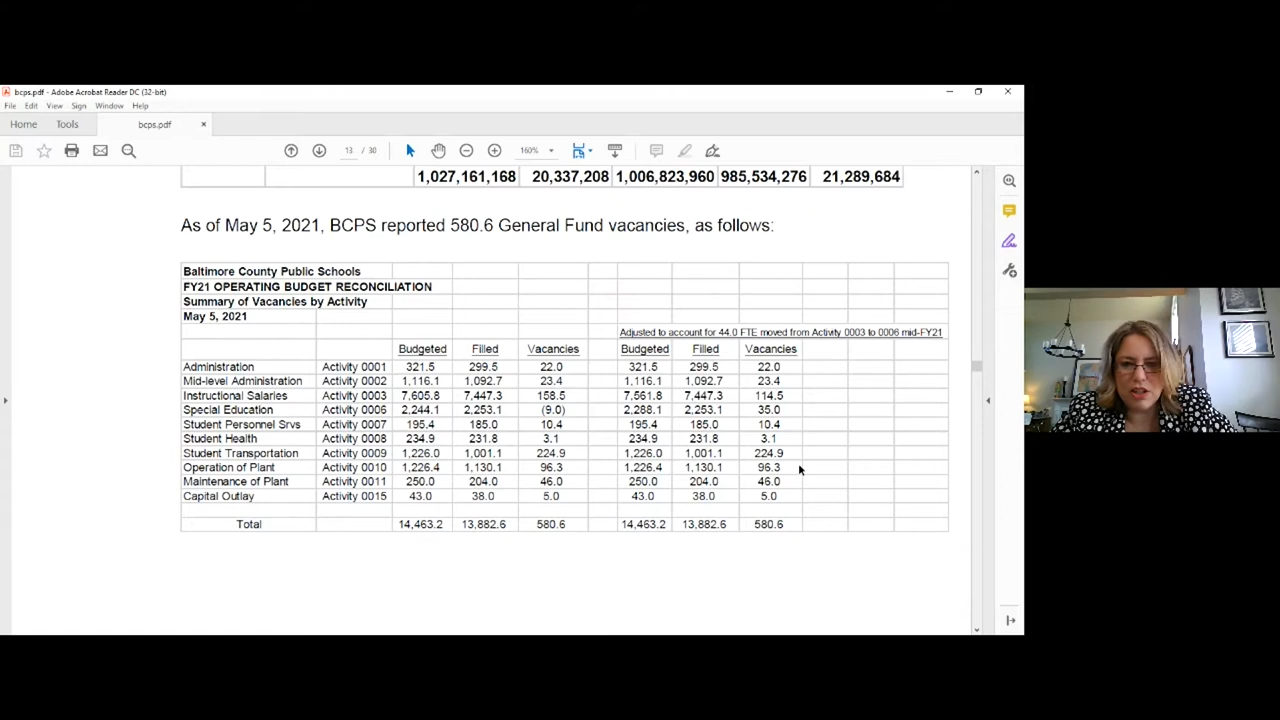 bcps.pdf - Adobe Acrobat Reader DC (32-bit)
File Edit View Sign Window Help
Home Tools bcps.pdf ×
13 / 30 160%
1,027,161,168 20,337,208 1,006,823,960 985,534,276 21,289,684
As of May 5, 2021, BCPS reported 580.6 General Fund vacancies, as follows:
Baltimore County Public Schools
FY21 OPERATING BUDGET RECONCILIATION
Summary of Vacancies by Activity
May 5, 2021
Adjusted to account for 44.0 FTE moved from Activity 0003 to 0006 mid-FY21
Budgeted Filled Vacancies Budgeted Filled Vacancies
Administration Activity 0001 321.5 299.5 22.0 321.5 299.5 22.0
Mid-level Administration Activity 0002 1,116.1 1,092.7 23.4 1,116.1 1,092.7 23.4
Instructional Salaries Activity 0003 7,605.8 7,447.3 158.5 7,561.8 7,447.3 114.5
Special Education Activity 0006 2,244.1 2,253.1 (9.0) 2,288.1 2,253.1 35.0
Student Personnel Srvs Activity 0007 195.4 185.0 10.4 195.4 185.0 10.4
Student Health Activity 0008 234.9 231.8 3.1 234.9 231.8 3.1
Student Transportation Activity 0009 1,226.0 1,001.1 224.9 1,226.0 1,001.1 224.9
Operation of Plant Activity 0010 1,226.4 1,130.1 96.3 1,226.4 1,130.1 96.3
Maintenance of Plant Activity 0011 250.0 204.0 46.0 250.0 204.0 46.0
Capital Outlay Activity 0015 43.0 38.0 5.0 43.0 38.0 5.0
Total 14,463.2 13,882.6 580.6 14,463.2 13,882.6 580.6